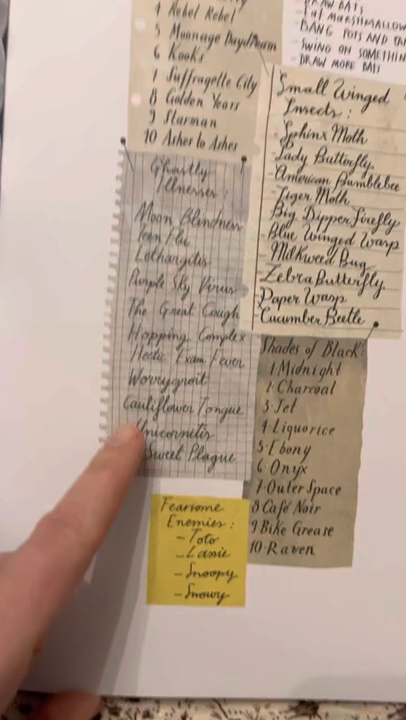 4 Rebel Rebel
5 Moonage Daydream
6 Kooks
7 Suffragette City
8 Golden Years
9 Starman
10 Ashes to Ashes
DRAW BATS
- EAT MARSHMALLOW
- BANG POTS AND
- SWING ON SOMETHIN
- DRAW MORE BATS
Small Winged
Insects:
- Sphinx Moth
- Lady Butterfly
- American Bumblebee
- Tiger Moth
- Big Dipper Firefly
- Blue Winged Wasp
- Milkweed Bug
- Zebra Butterfly
- Paper Wasp
- Cucumber Beetle
Ghastly
Illnesses:
Moon Blindness
Teen Flu
Lethargitis
Purple Sky Virus
The Great Cough
Hopping Complex
Hectic Exam Fever
Worrygroit
Cauliflower Tongue
Unicornitis
Sweet Plague
Shades of Black:
1 Midnight
2 Charcoal
3 Jet
4 Liquorice
5 Ebony
6 Onyx
7 Outer Space
8 Café Noir
9 Bike Grease
10 Raven
Fearsome
Enemies:
- Toto
- Lassie
- Snoopy
- Snowy